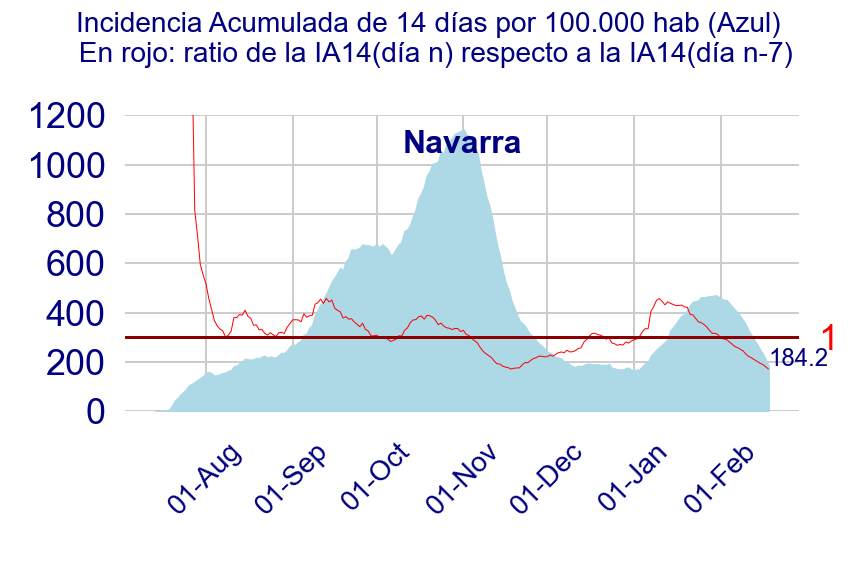 Incidencia Acumulada de 14 días por 100.000 hab (Azul)
En rojo: ratio de la IA14(día n) respecto a la IA14(día n-7)
1200
Navarra
1000
800
600
400
1
184.2
200
0
01-Aug
01-Sep
01-Oct
01-Nov
01-Dec
01-Jan
01-Feb